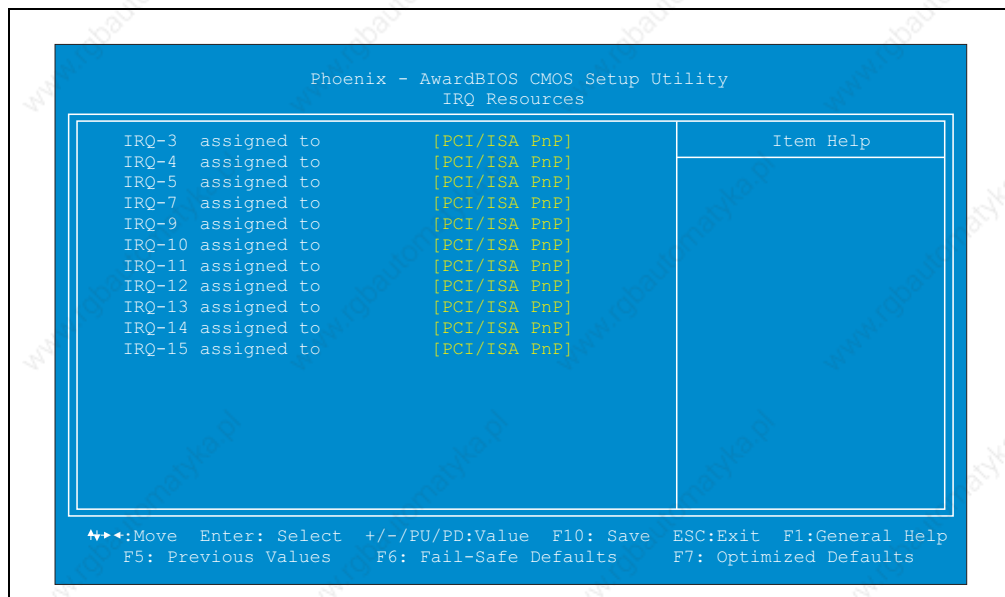 Phoenix - AwardBIOS CMOS Setup Utility
IRQ Resources
IRQ-3 assigned to [PCI/ISA PnP]
IRQ-4 assigned to [PCI/ISA PnP]
IRQ-5 assigned to [PCI/ISA PnP]
IRQ-7 assigned to [PCI/ISA PnP]
IRQ-9 assigned to [PCI/ISA PnP]
IRQ-10 assigned to [PCI/ISA PnP]
IRQ-11 assigned to [PCI/ISA PnP]
IRQ-12 assigned to [PCI/ISA PnP]
IRQ-13 assigned to [PCI/ISA PnP]
IRQ-14 assigned to [PCI/ISA PnP]
IRQ-15 assigned to [PCI/ISA PnP]
Item Help
:Move Enter: Select +/-/PU/PD:Value F10: Save ESC:Exit F1:General Help
F5: Previous Values F6: Fail-Safe Defaults F7: Optimized Defaults
www.rgbautomatyka.pl